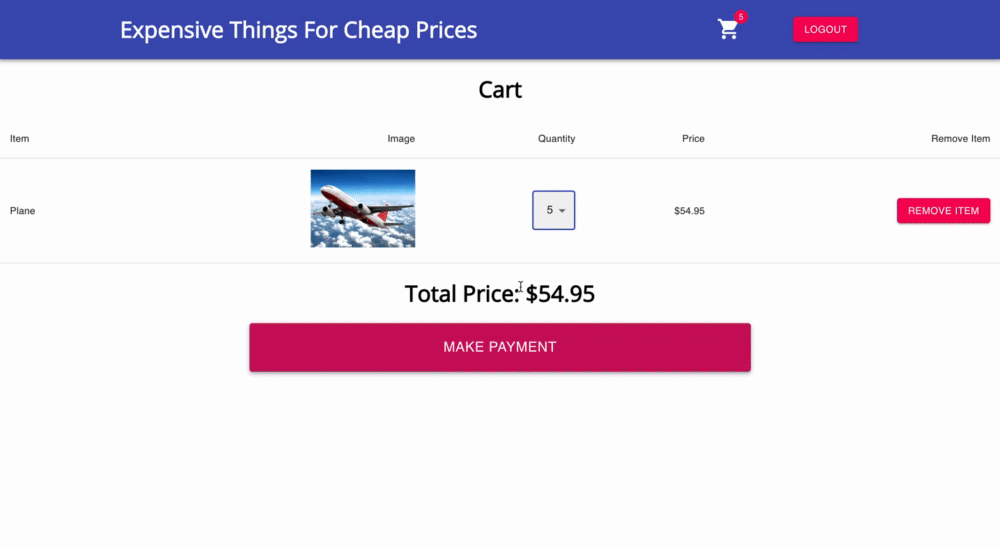 Expensive Things For Cheap Prices
5
LOGOUT
Cart
Item Image Quantity Price Remove Item
Plane 5 $54.95 REMOVE ITEM
Total Price: $54.95
MAKE PAYMENT